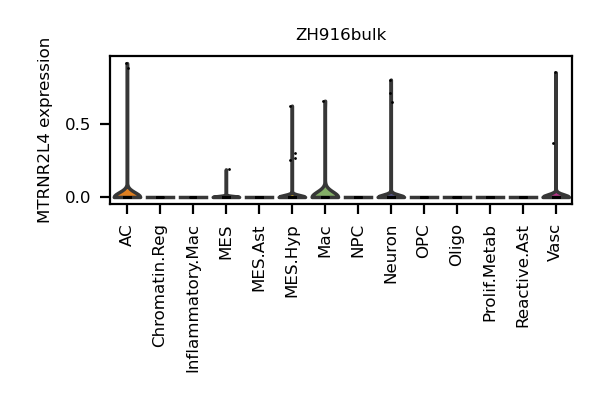 ZH916bulk
MTRNR2L4 expression
0.5
0.0
AC
Chromatin.Reg
Inflammatory.Mac
MES
MES.Ast
MES.Hyp
Mac
NPC
Neuron
OPC
Oligo
Prolif.Metab
Reactive.Ast
Vasc